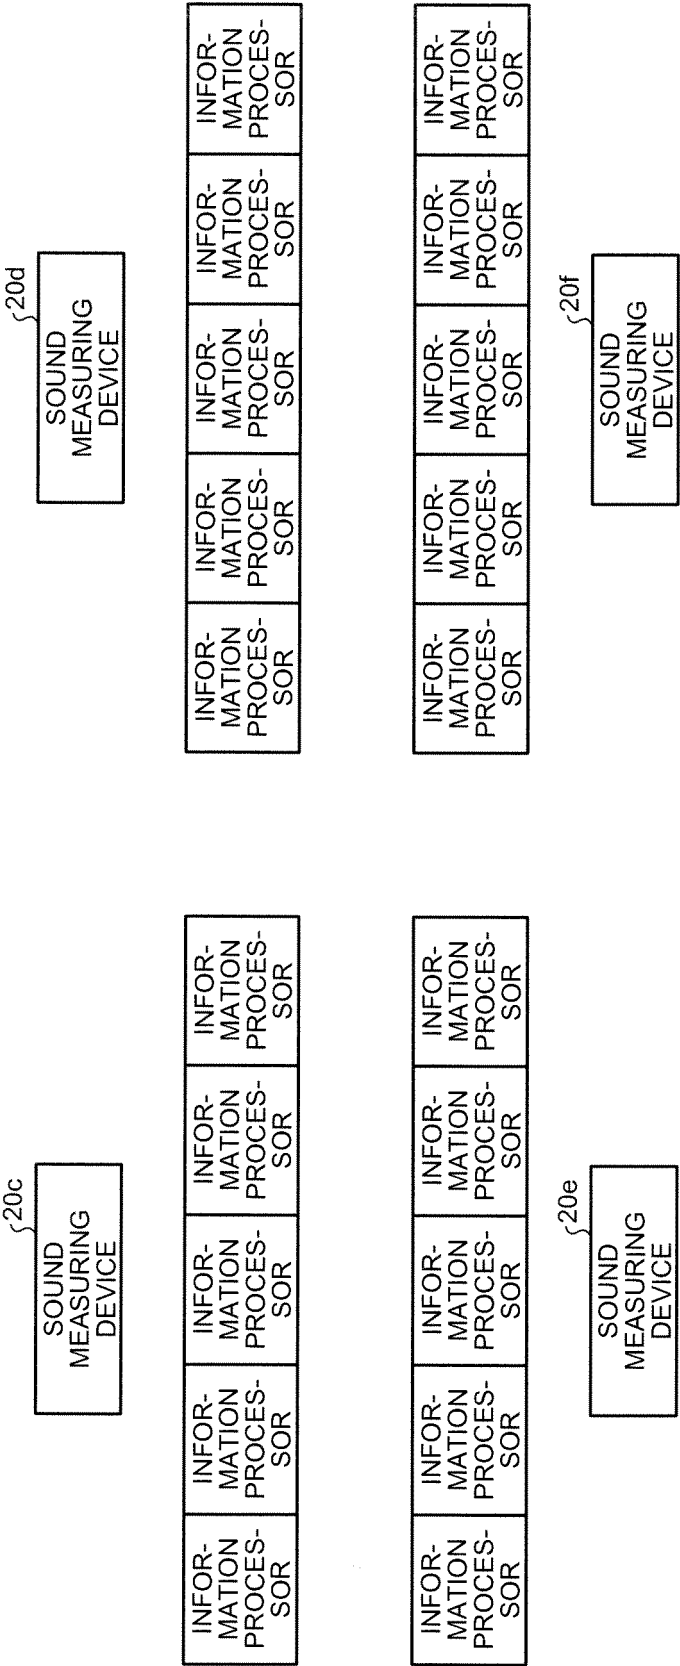 20c
SOUND
MEASURING
DEVICE
20d
SOUND
MEASURING
DEVICE
INFOR-
MATION
PROCES-
SOR
INFOR-
MATION
PROCES-
SOR
INFOR-
MATION
PROCES-
SOR
INFOR-
MATION
PROCES-
SOR
INFOR-
MATION
PROCES-
SOR
INFOR-
MATION
PROCES-
SOR
INFOR-
MATION
PROCES-
SOR
INFOR-
MATION
PROCES-
SOR
INFOR-
MATION
PROCES-
SOR
INFOR-
MATION
PROCES-
SOR
INFOR-
MATION
PROCES-
SOR
INFOR-
MATION
PROCES-
SOR
INFOR-
MATION
PROCES-
SOR
INFOR-
MATION
PROCES-
SOR
INFOR-
MATION
PROCES-
SOR
INFOR-
MATION
PROCES-
SOR
INFOR-
MATION
PROCES-
SOR
INFOR-
MATION
PROCES-
SOR
INFOR-
MATION
PROCES-
SOR
INFOR-
MATION
PROCES-
SOR
20e
SOUND
MEASURING
DEVICE
20f
SOUND
MEASURING
DEVICE